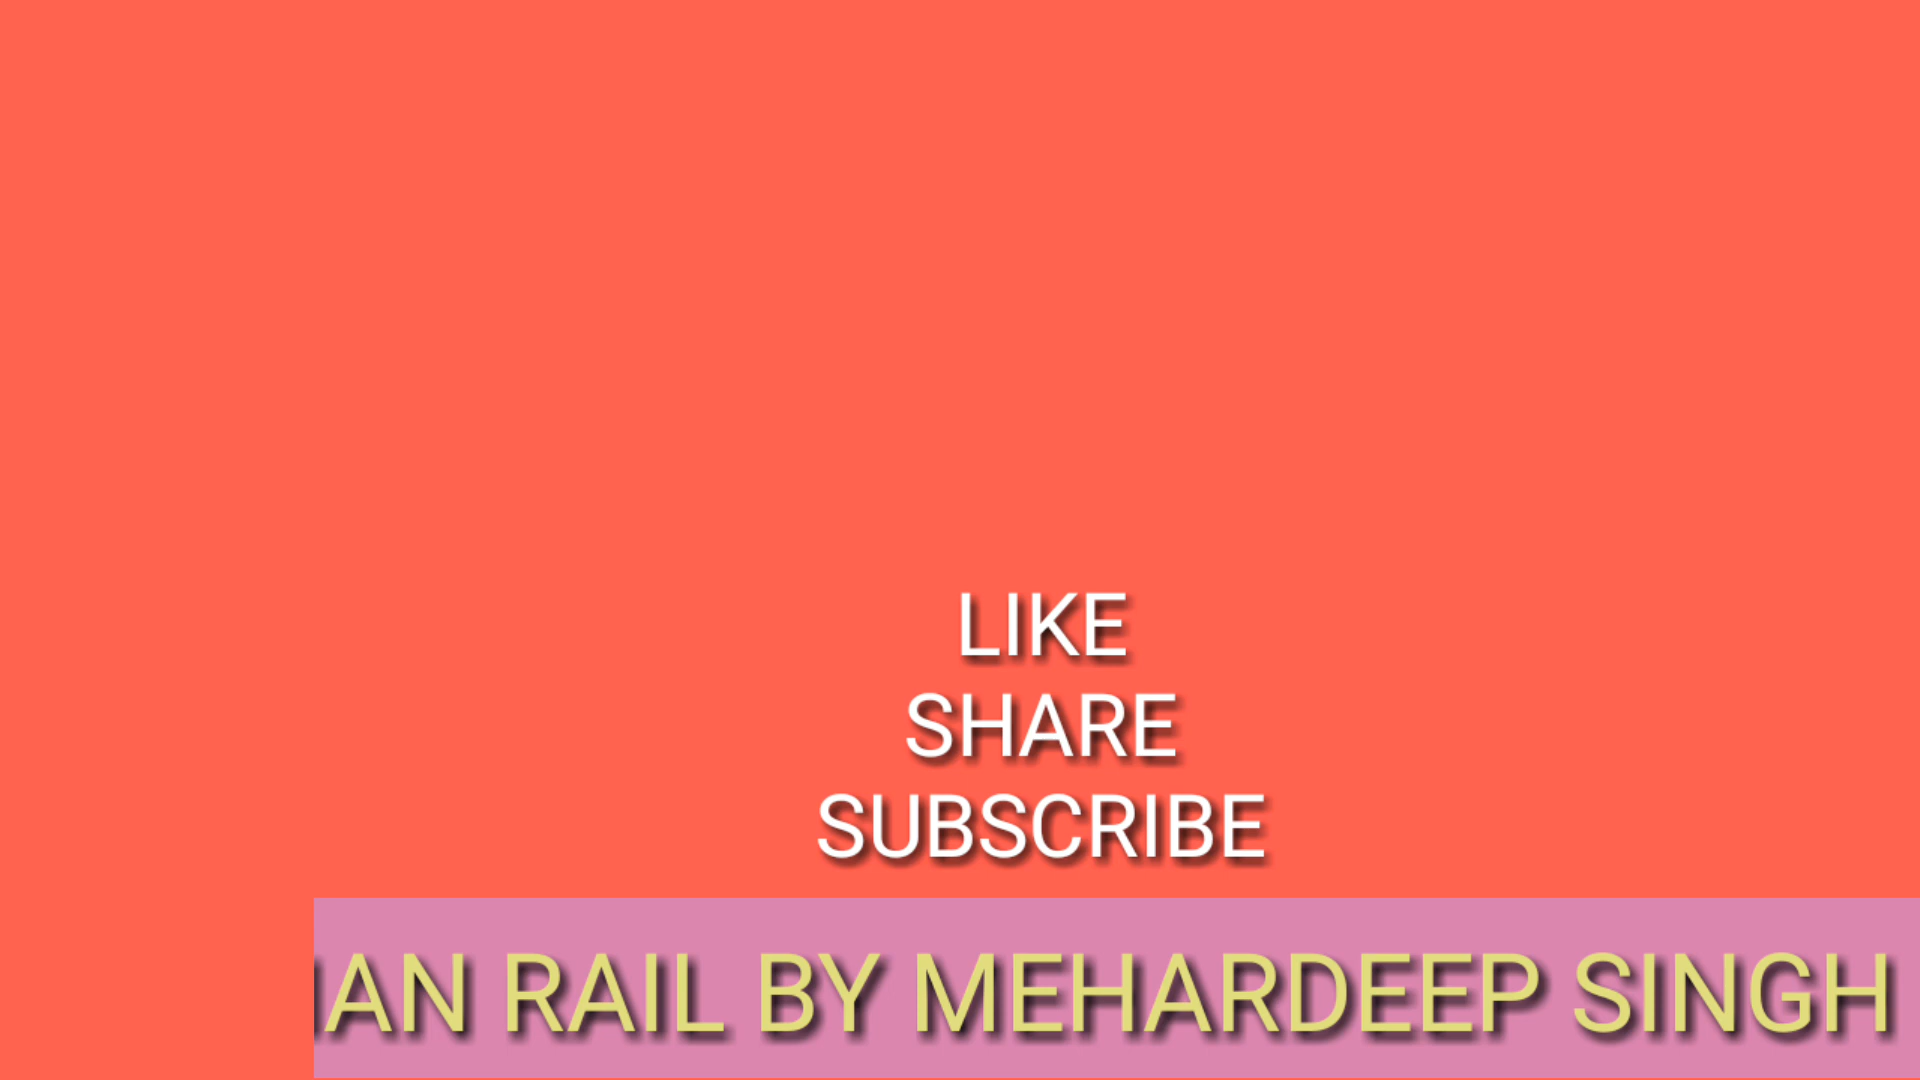 LIKE
SHARE
SUBSCRIBE
AN RAIL BY MEHARDEEP SINGH